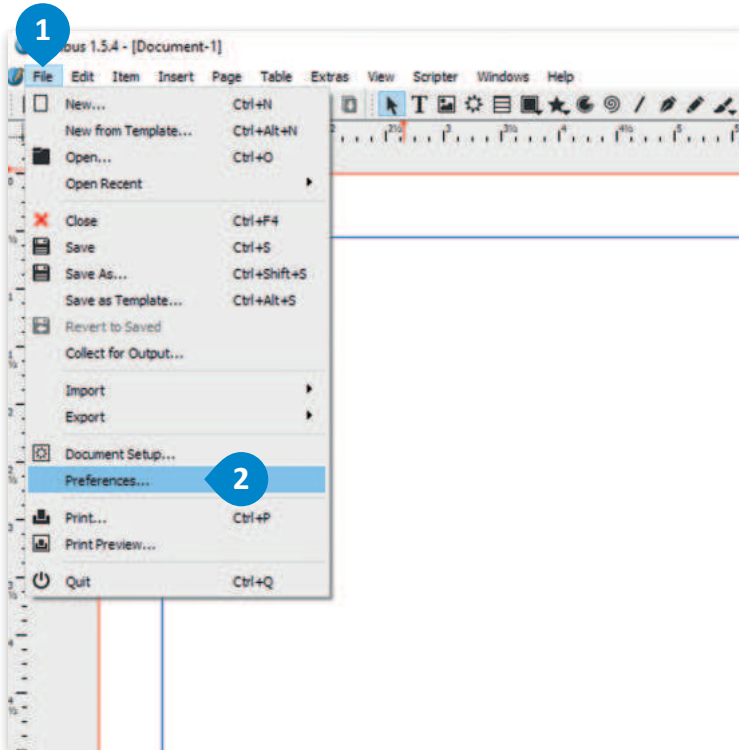 1
bus 1.5.4 - [Document-1]
File Edit Item Insert Page Table Extras View Scripter Windows Help
New... Ctrl+N
New from Template... Ctrl+Alt+N
Open... Ctrl+O
Open Recent
Close Ctrl+F4
Save Ctrl+S
Save As... Ctrl+Shift+S
Save as Template... Ctrl+Alt+S
Revert to Saved
Collect for Output...
Import
Export
Document Setup...
Preferences... 2
Print... Ctrl+P
Print Preview...
Quit Ctrl+Q